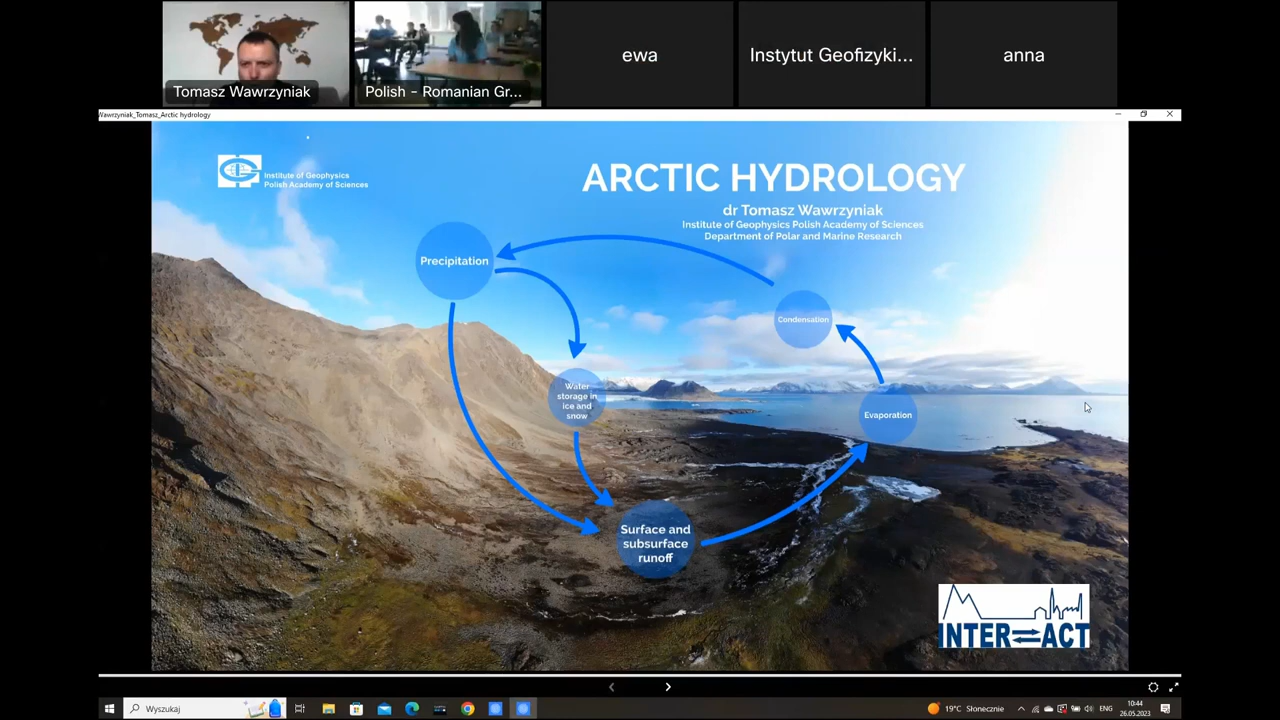 Tomasz Wawrzyniak
Polish - Romanian Gr...
ewa
Instytut Geofizyki...
anna
Wawrzyniak_Tomasz_Arctic hydrology
Institute of Geophysics
Polish Academy of Sciences
ARCTIC HYDROLOGY
dr Tomasz Wawrzyniak
Institute of Geophysics Polish Academy of Sciences
Department of Polar and Marine Research
Precipitation
Condensation
Water
storage in
ice and
snow
Evaporation
Surface and
subsurface
runoff
INTER⇄ACT
Wyszukaj
19°C Słonecznie
ENG
10:44
26.05.2023